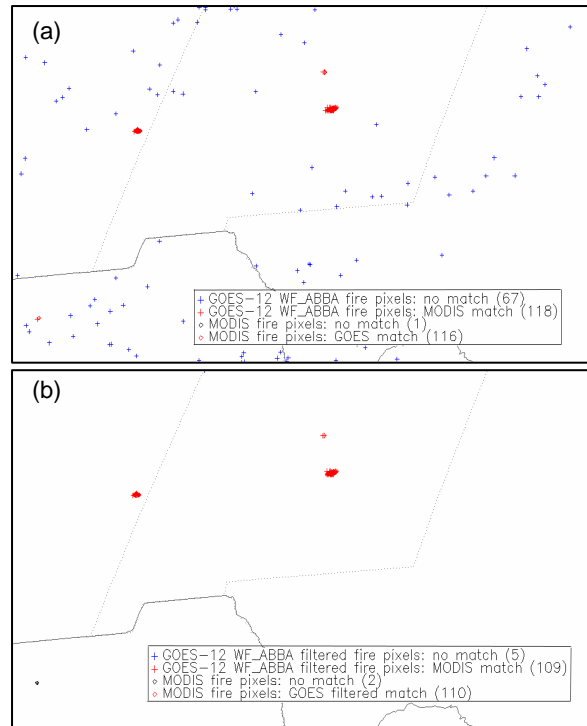 (a)
GOES-12 WF_ABBA fire pixels: no match (67)
GOES-12 WF_ABBA fire pixels: MODIS match (118)
MODIS fire pixels: no match (1)
MODIS fire pixels: GOES match (116)
(b)
GOES-12 WF_ABBA filtered fire pixels: no match (5)
GOES-12 WF_ABBA filtered fire pixels: MODIS match (109)
MODIS fire pixels: no match (2)
MODIS fire pixels: GOES filtered match (110)